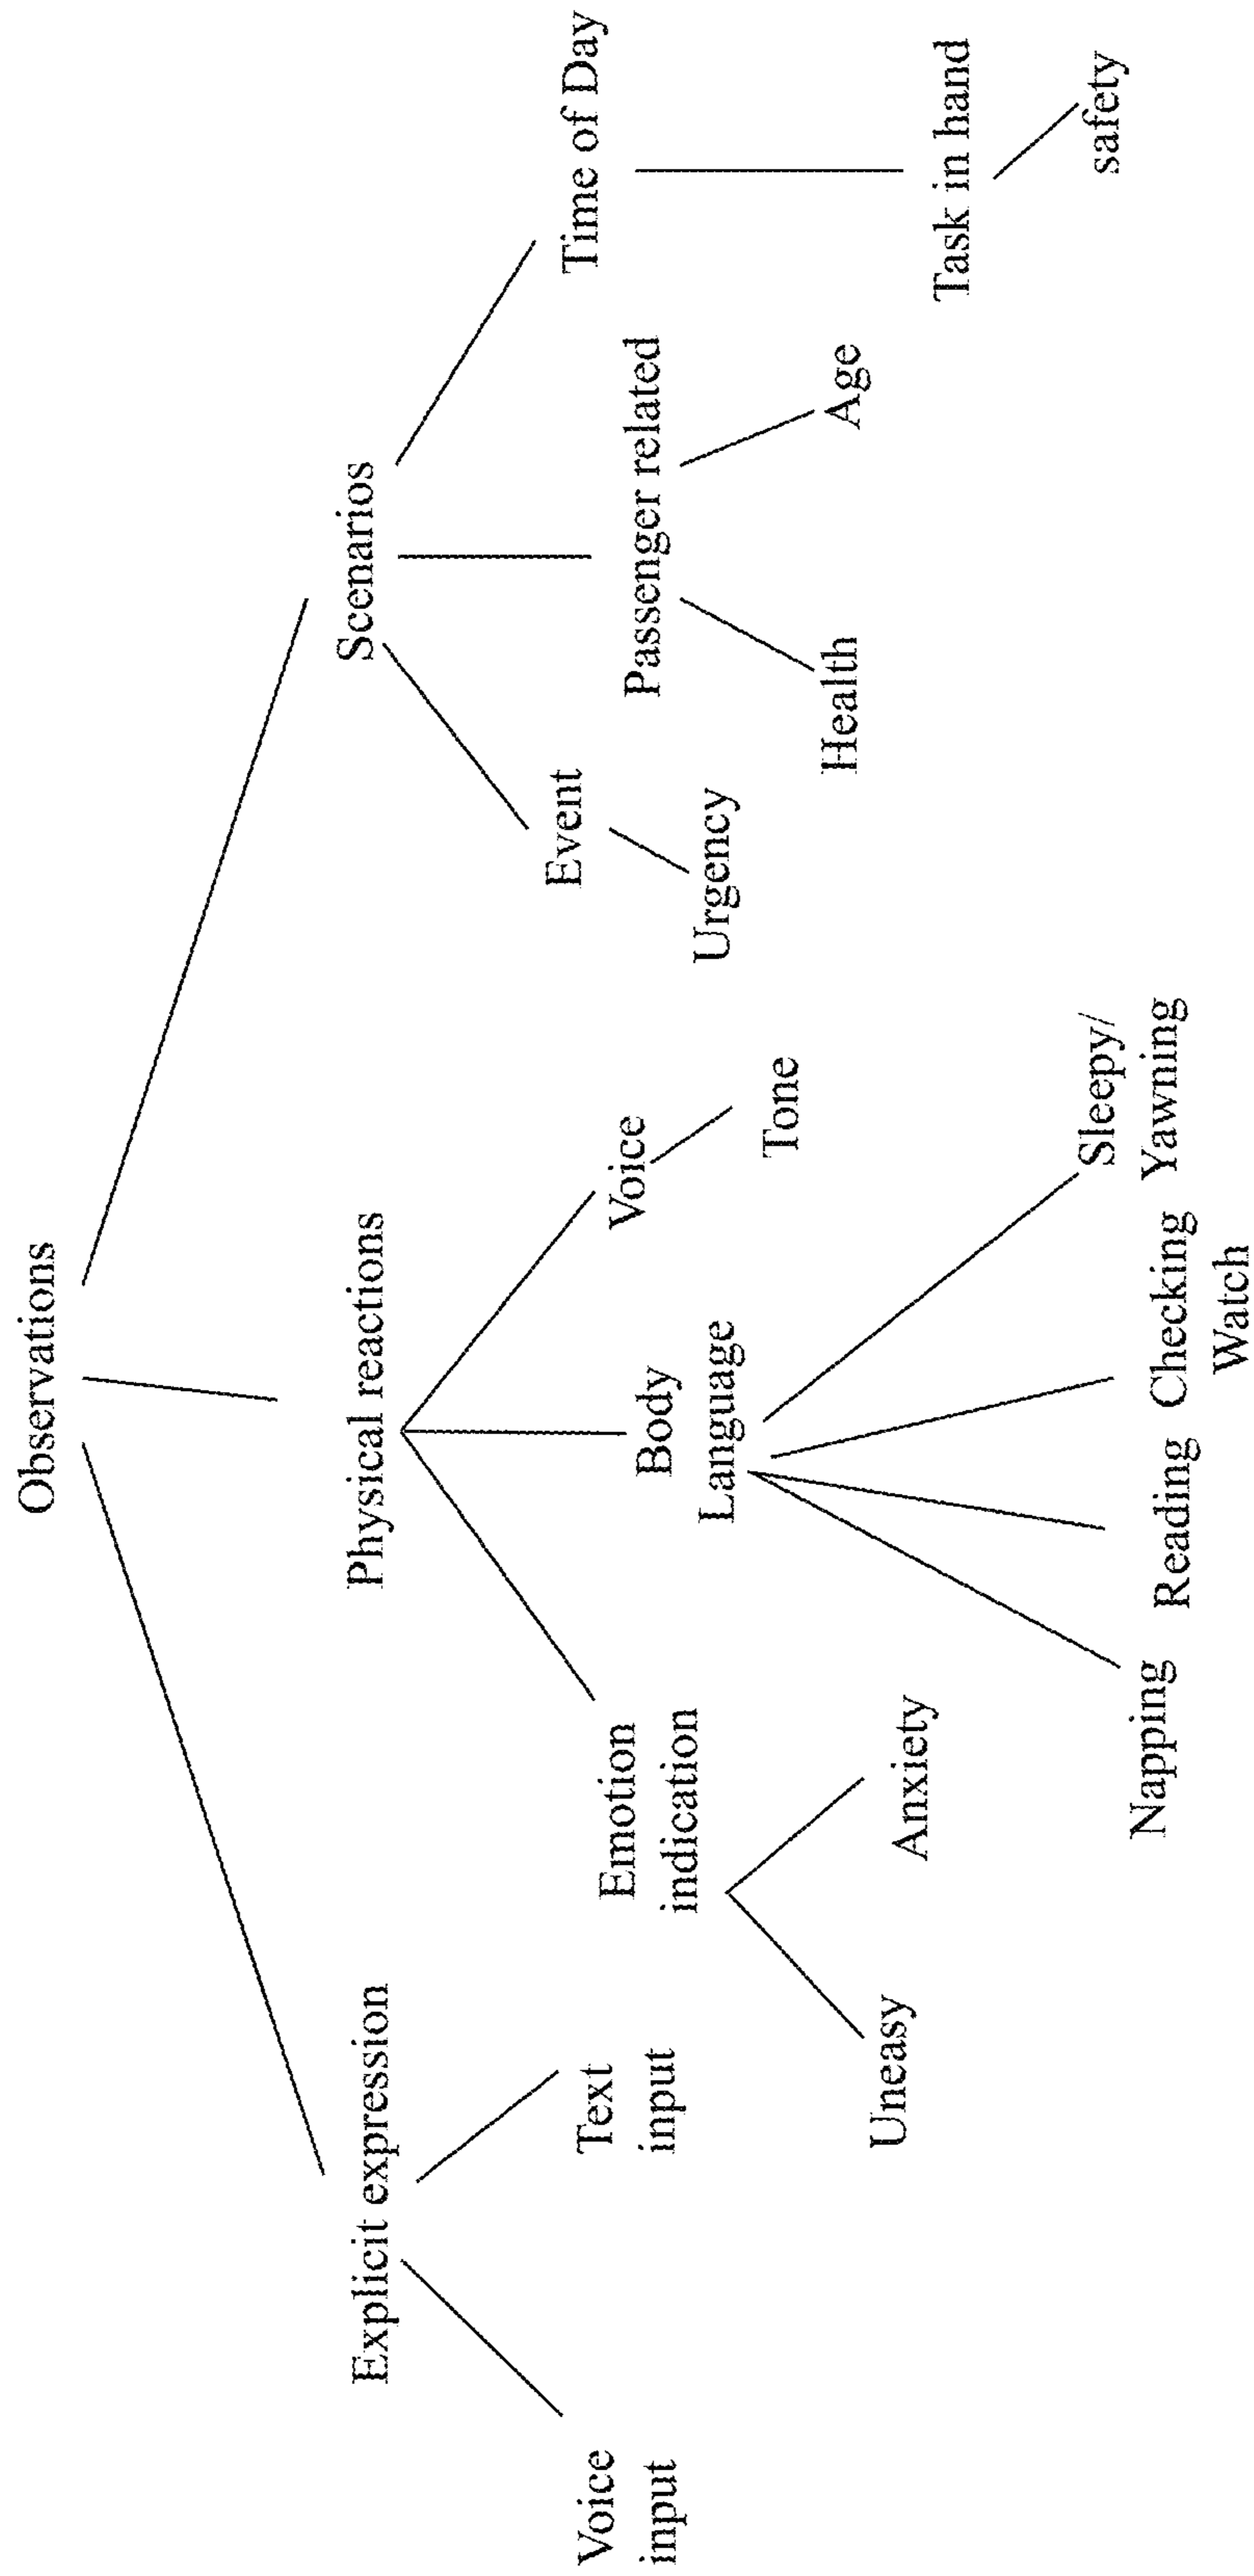 Observations
Explicit expression
Physical reactions
Scenarios
Voice
input
Text
input
Emotion
indication
Body
Language
Voice
Event
Passenger related
Time of Day
Uneasy
Anxiety
Tone
Urgency
Health
Age
Task in hand
Napping
Reading
Checking
Watch
Sleepy/
Yawning
safety